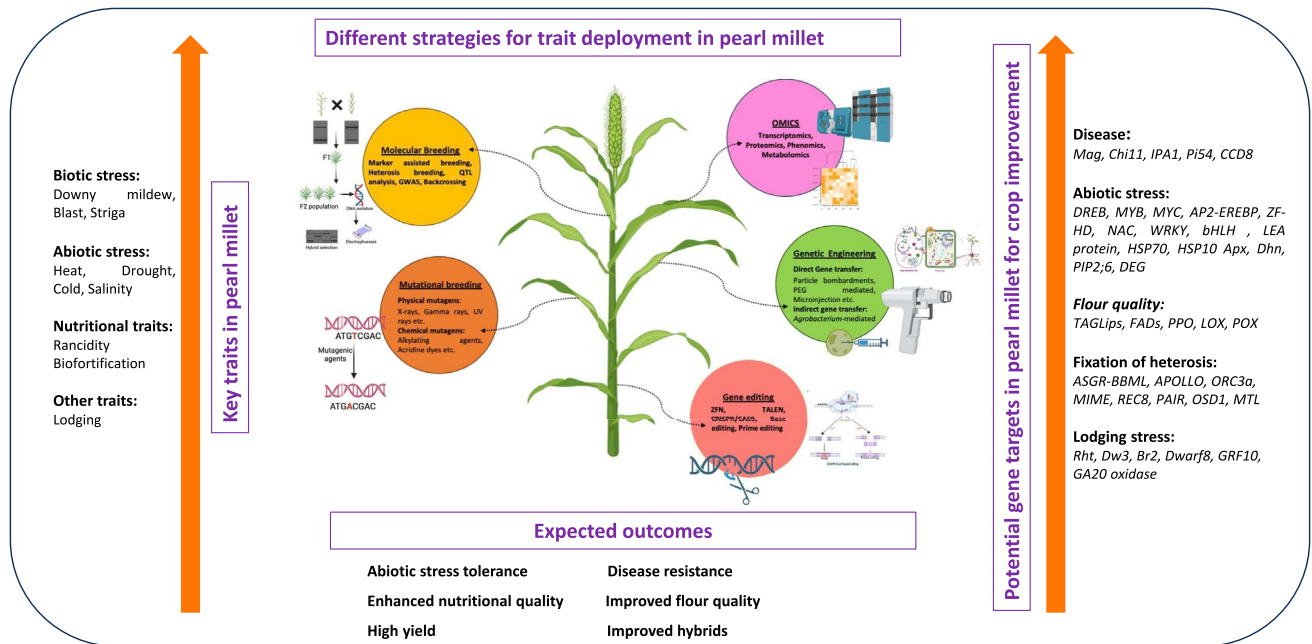 Different strategies for trait deployment in pearl millet
Key traits in pearl millet
Biotic stress:
Downy mildew,
Blast, Striga
Abiotic stress:
Heat, Drought,
Cold, Salinity
Nutritional traits:
Rancidity
Biofortification
Other traits:
Lodging
F1
F2 population
DNA isolation
Hybrid selection
Electrophoresis
Molecular Breeding
Marker assisted breeding,
Heterosis breeding, QTL
analysis, GWAS, Backcrossing
OMICS
Transcriptomics,
Proteomics, Phenomics,
Metabolomics
Mutational breeding
Physical mutagens:
X-rays, Gamma rays, UV
rays etc.
Chemical mutagens:
Alkylating agents,
Acridine dyes etc.
ATGTCGAC
Mutagenic
agents
ATGACGAC
Genetic Engineering
Direct Gene transfer:
Particle bombardments,
PEG mediated,
Microinjection etc.
Indirect gene transfer:
Agrobacterium-mediated
Gene editing
ZFN, TALEN,
CRISPR/CAS9, Base
editing, Prime editing
Expected outcomes
Abiotic stress tolerance
Disease resistance
Enhanced nutritional quality
Improved flour quality
High yield
Improved hybrids
Potential gene targets in pearl millet for crop improvement
Disease:
Mag, Chi11, IPA1, Pi54, CCD8
Abiotic stress:
DREB, MYB, MYC, AP2-EREBP, ZF-
HD, NAC, WRKY, bHLH , LEA
protein, HSP70, HSP10 Apx, Dhn,
PIP2;6, DEG
Flour quality:
TAGLips, FADs, PPO, LOX, POX
Fixation of heterosis:
ASGR-BBML, APOLLO, ORC3α,
MIME, REC8, PAIR, OSD1, MTL
Lodging stress:
Rht, Dw3, Br2, Dwarf8, GRF10,
GA20 oxidase